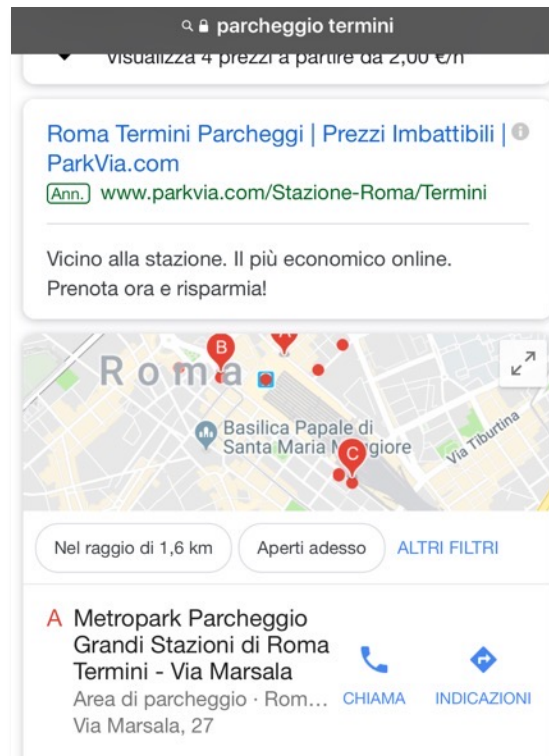 parcheggio termini
Visualizza 4 prezzi a partire da 2,00 €/h
Roma Termini Parcheggi | Prezzi Imbattibili |
ParkVia.com
Ann. www.parkvia.com/Stazione-Roma/Termini
Vicino alla stazione. Il più economico online.
Prenota ora e risparmia!
A
B
Roma
Basilica Papale di
Santa Maria Maggiore
C
Via Tiburtina
Nel raggio di 1,6 km Aperti adesso ALTRI FILTRI
A Metropark Parcheggio
Grandi Stazioni di Roma
Termini - Via Marsala
Area di parcheggio · Rom... CHIAMA INDICAZIONI
Via Marsala, 27